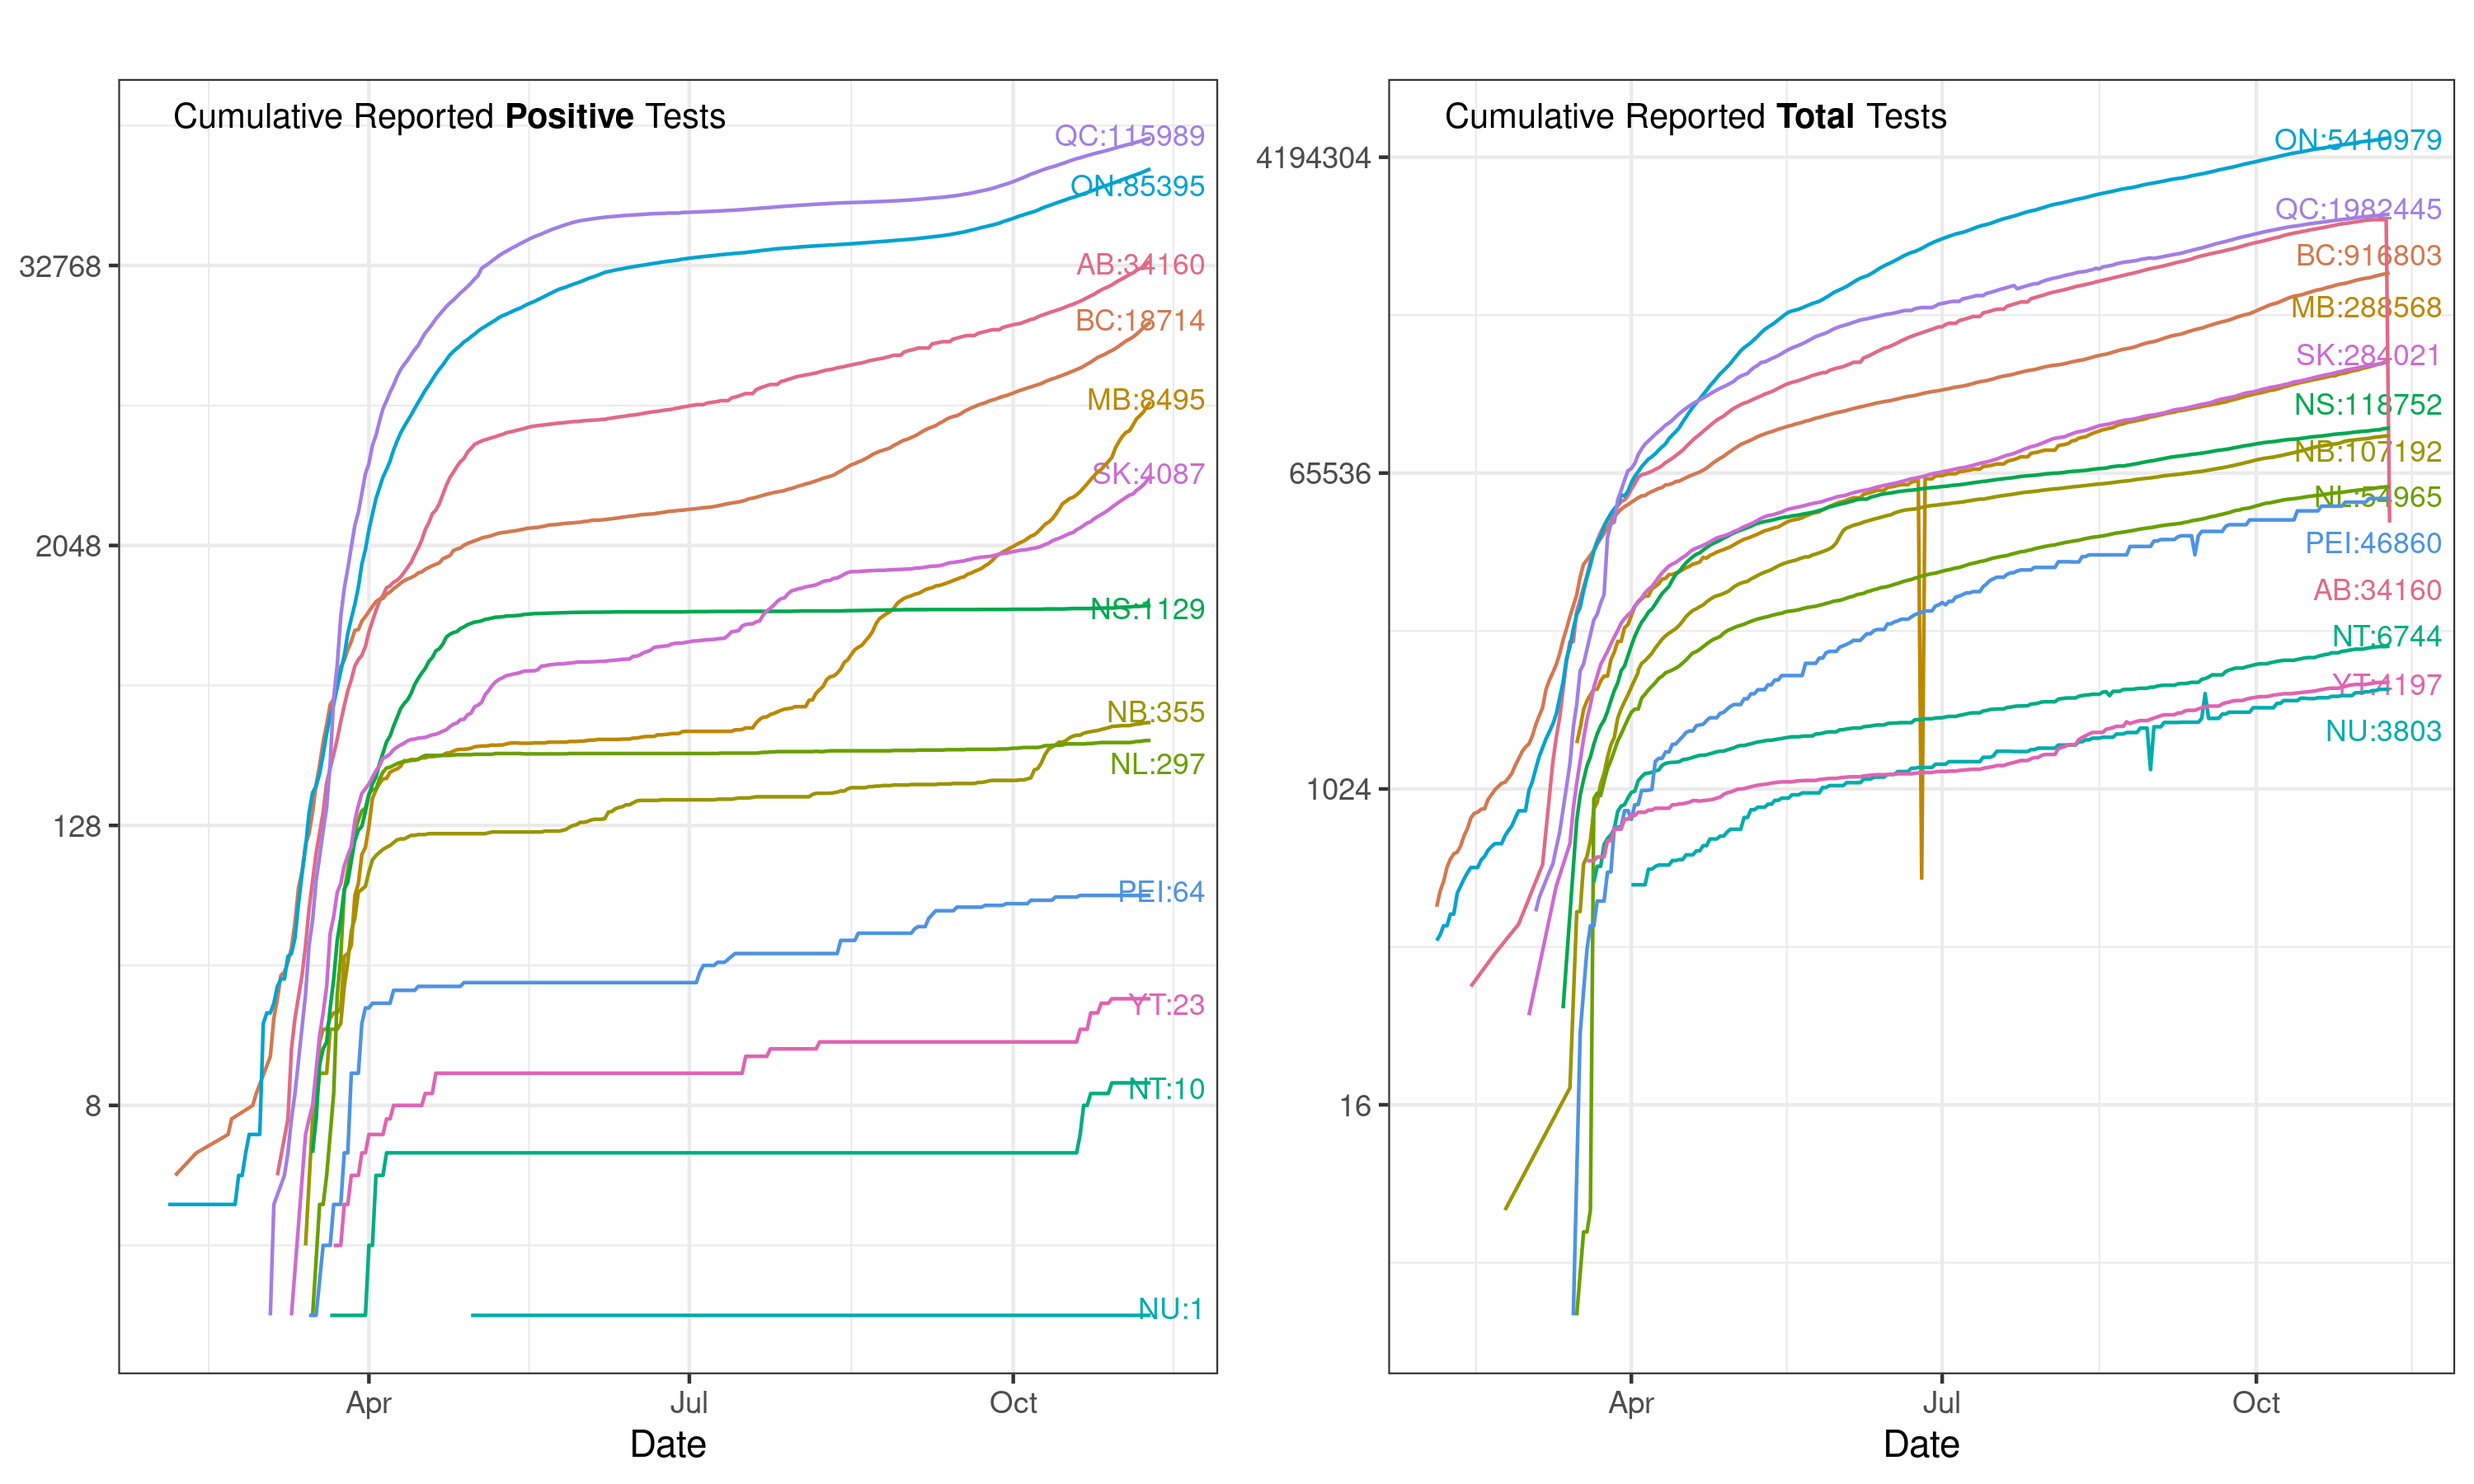 Cumulative Reported Positive Tests
QC:115989
ON:85395
AB:34160
BC:18714
MB:8495
SK:4087
NS:1129
NB:355
NL:297
PEI:64
YT:23
NT:10
NU:1
32768
2048
128
8
Apr
Jul
Oct
Date
Cumulative Reported Total Tests
ON:5410979
QC:1982445
BC:916803
MB:288568
SK:284021
NS:118752
NB:107192
NL:54965
PEI:46860
AB:34160
NT:6744
YT:4197
NU:3803
4194304
65536
1024
16
Apr
Jul
Oct
Date